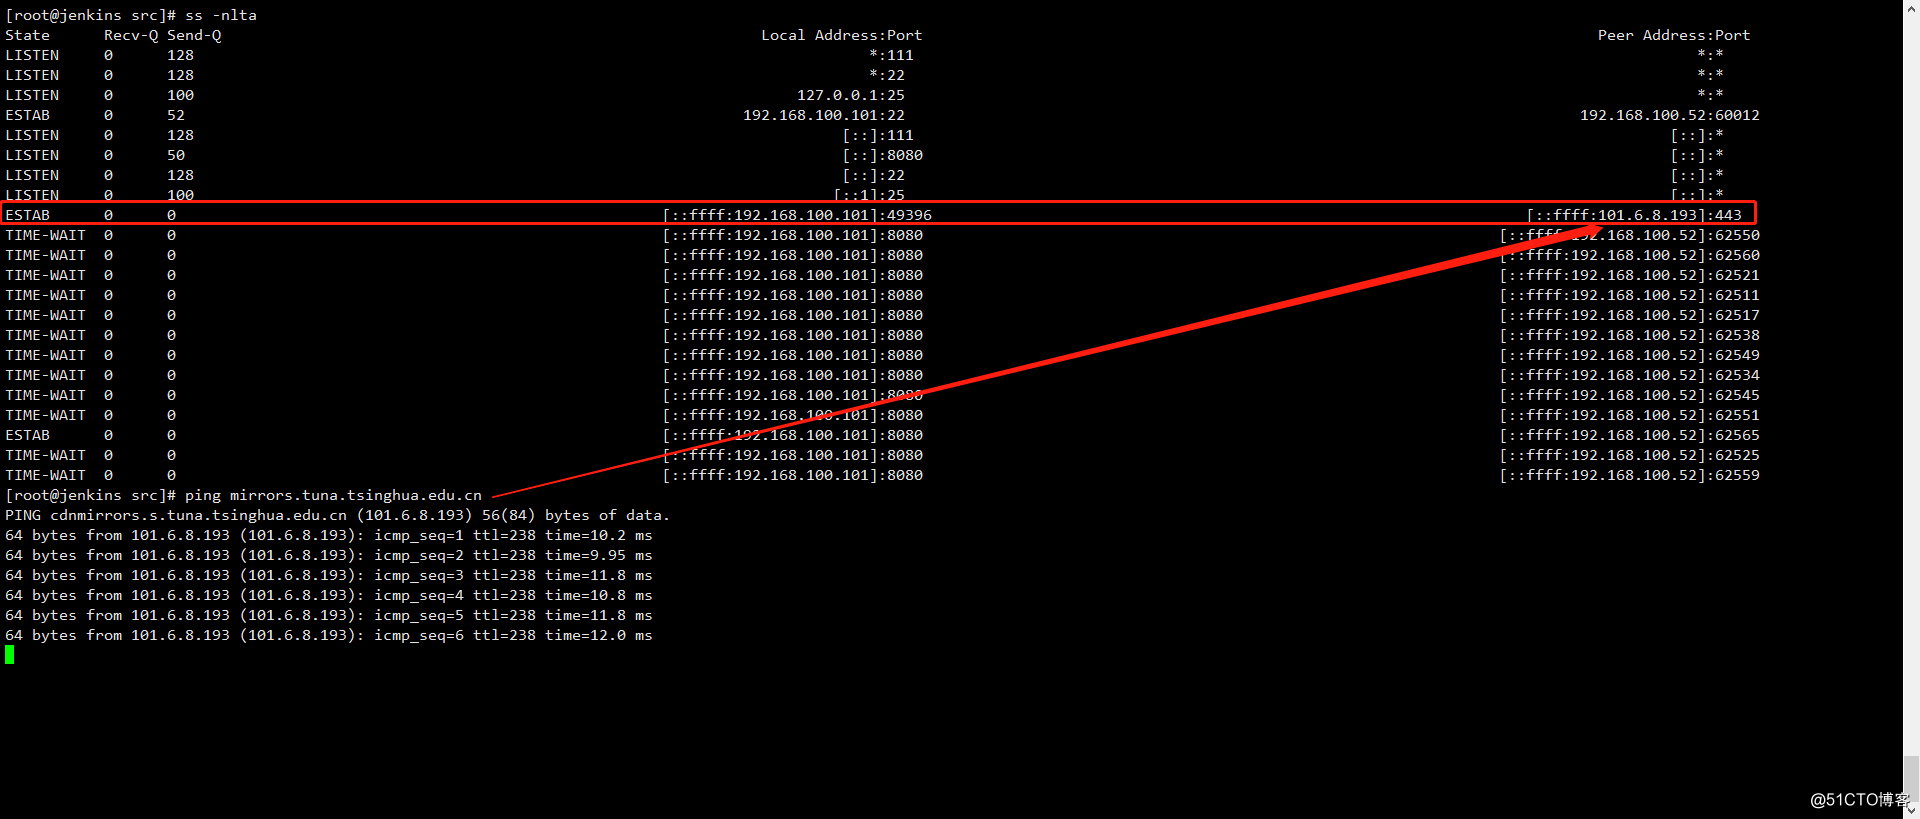 [root@jenkins src]# ss -nlta
State Recv-Q Send-Q Local Address:Port Peer Address:Port
LISTEN 0 128 *:111 *:*
LISTEN 0 128 *:22 *:*
LISTEN 0 100 127.0.0.1:25 *:*
ESTAB 0 52 192.168.100.101:22 192.168.100.52:60012
LISTEN 0 128 [::]:111 [::]:*
LISTEN 0 50 [::]:8080 [::]:*
LISTEN 0 128 [::]:22 [::]:*
LISTEN 0 100 [::1]:25 [::]:*
ESTAB 0 0 [::ffff:192.168.100.101]:49396 [::ffff:101.6.8.193]:443
TIME-WAIT 0 0 [::ffff:192.168.100.101]:8080 [::ffff:192.168.100.52]:62550
TIME-WAIT 0 0 [::ffff:192.168.100.101]:8080 [::ffff:192.168.100.52]:62560
TIME-WAIT 0 0 [::ffff:192.168.100.101]:8080 [::ffff:192.168.100.52]:62521
TIME-WAIT 0 0 [::ffff:192.168.100.101]:8080 [::ffff:192.168.100.52]:62511
TIME-WAIT 0 0 [::ffff:192.168.100.101]:8080 [::ffff:192.168.100.52]:62517
TIME-WAIT 0 0 [::ffff:192.168.100.101]:8080 [::ffff:192.168.100.52]:62538
TIME-WAIT 0 0 [::ffff:192.168.100.101]:8080 [::ffff:192.168.100.52]:62549
TIME-WAIT 0 0 [::ffff:192.168.100.101]:8080 [::ffff:192.168.100.52]:62534
TIME-WAIT 0 0 [::ffff:192.168.100.101]:8080 [::ffff:192.168.100.52]:62545
TIME-WAIT 0 0 [::ffff:192.168.100.101]:8080 [::ffff:192.168.100.52]:62551
ESTAB 0 0 [::ffff:192.168.100.101]:8080 [::ffff:192.168.100.52]:62565
TIME-WAIT 0 0 [::ffff:192.168.100.101]:8080 [::ffff:192.168.100.52]:62525
TIME-WAIT 0 0 [::ffff:192.168.100.101]:8080 [::ffff:192.168.100.52]:62559
[root@jenkins src]# ping mirrors.tuna.tsinghua.edu.cn
PING cdnmirrors.s.tuna.tsinghua.edu.cn (101.6.8.193) 56(84) bytes of data.
64 bytes from 101.6.8.193 (101.6.8.193): icmp_seq=1 ttl=238 time=10.2 ms
64 bytes from 101.6.8.193 (101.6.8.193): icmp_seq=2 ttl=238 time=9.95 ms
64 bytes from 101.6.8.193 (101.6.8.193): icmp_seq=3 ttl=238 time=11.8 ms
64 bytes from 101.6.8.193 (101.6.8.193): icmp_seq=4 ttl=238 time=10.8 ms
64 bytes from 101.6.8.193 (101.6.8.193): icmp_seq=5 ttl=238 time=11.8 ms
64 bytes from 101.6.8.193 (101.6.8.193): icmp_seq=6 ttl=238 time=12.0 ms
@51CTO博客